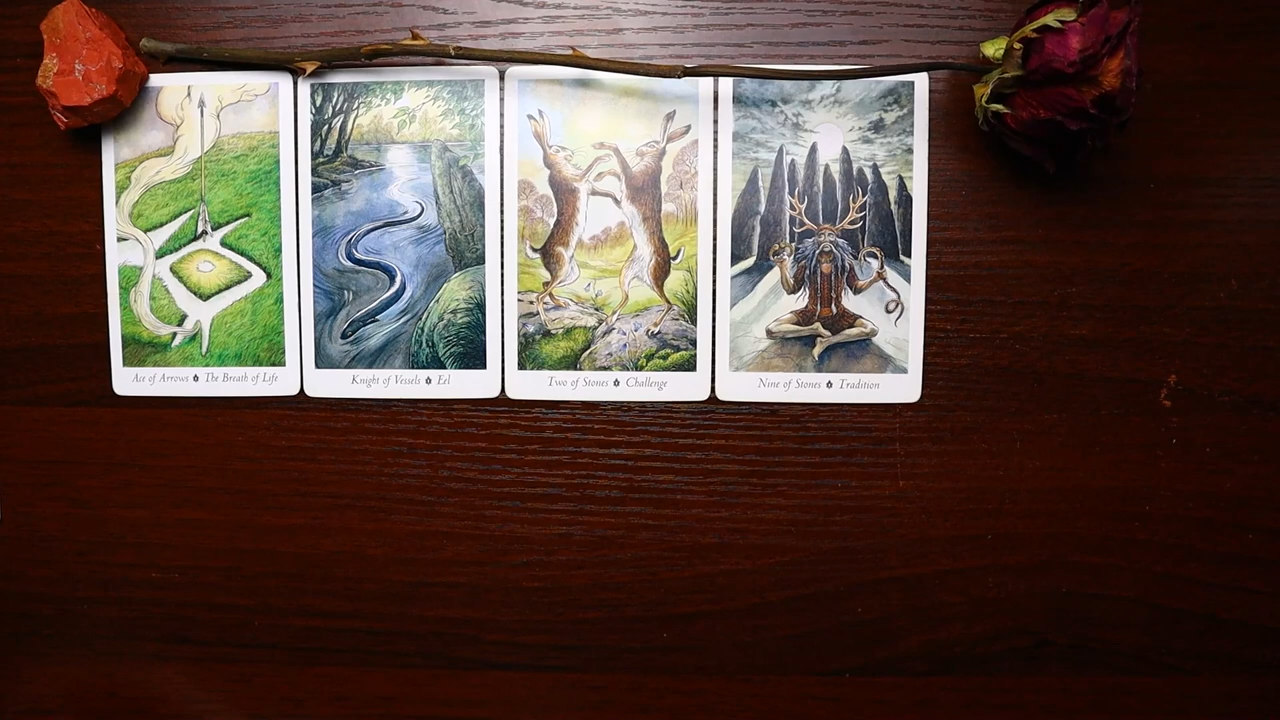 Ace of Arrows The Breath of Life
Knight of Vessels Eel
Two of Stones Challenge
Nine of Stones Tradition